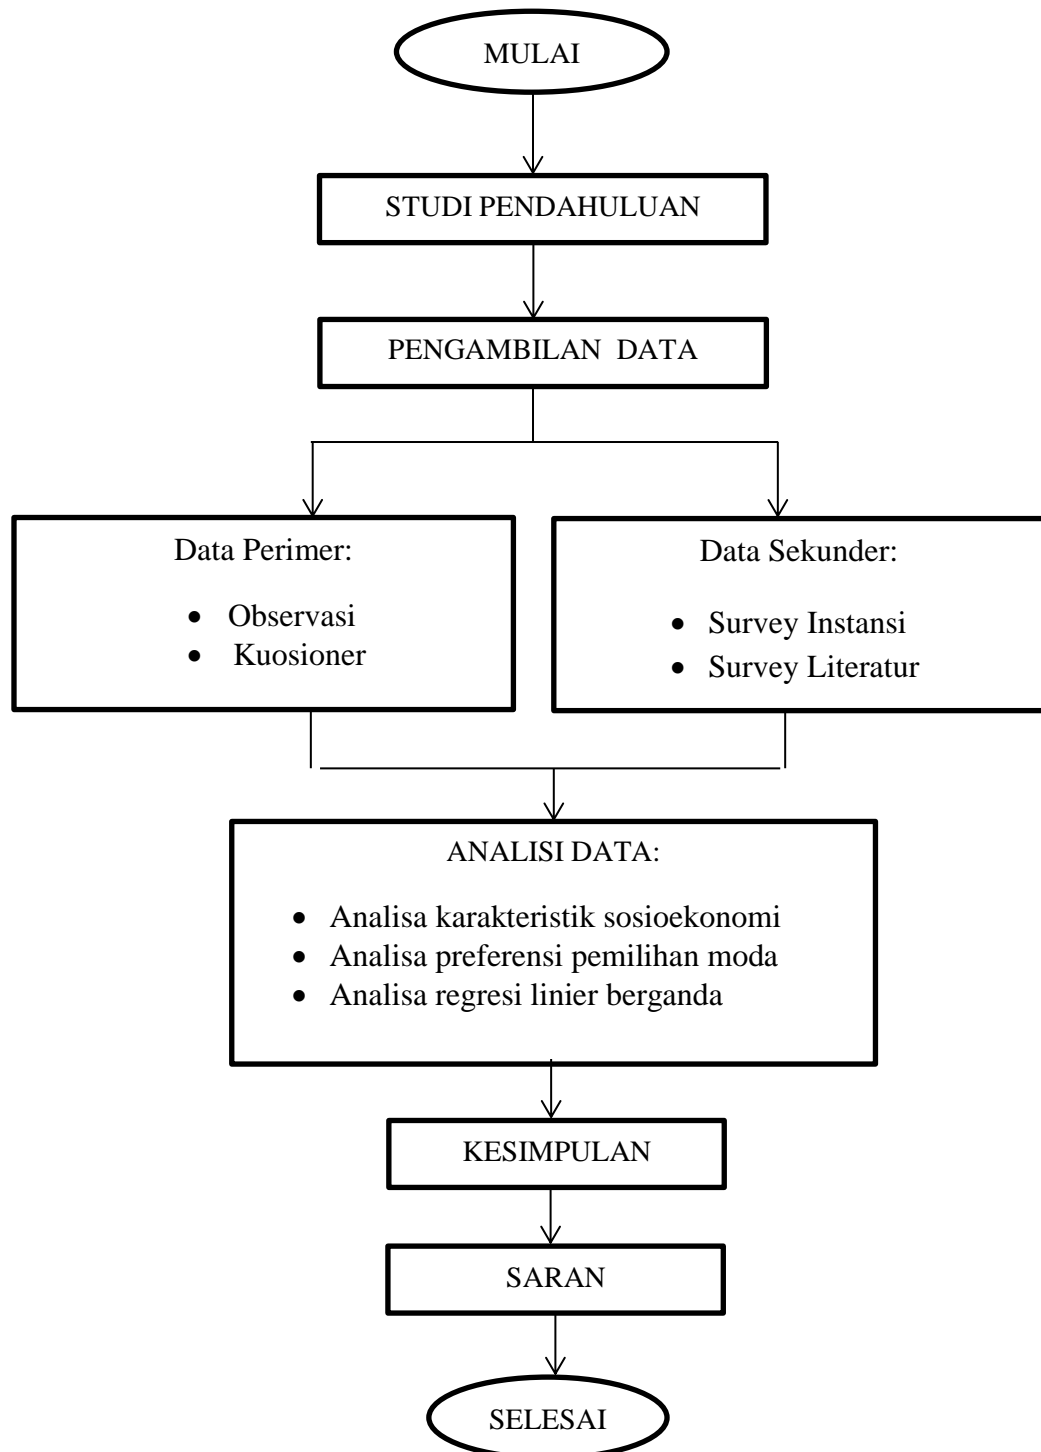 MULAI
STUDI PENDAHULUAN
PENGAMBILAN DATA
Data Perimer:
• Observasi
• Kuosioner
Data Sekunder:
• Survey Instansi
• Survey Literatur
ANALISI DATA:
• Analisa karakteristik sosioekonomi
• Analisa preferensi pemilihan moda
• Analisa regresi linier berganda
KESIMPULAN
SARAN
SELESAI